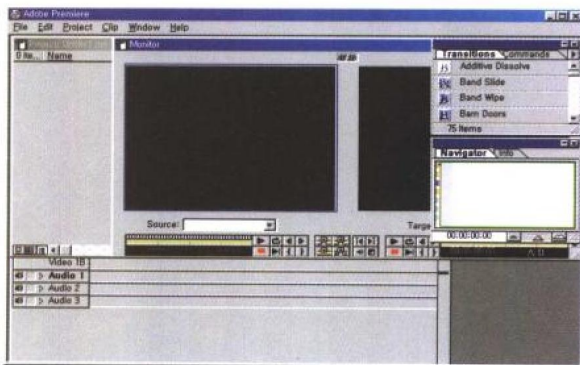 Adobe Premiere
File Edit Project Clip Window Help
Monitor
Name
Transitions Commands
Additive Dissolve
Band Slide
Band Wipe
Barn Doors
75 Items
Navigator Info
Source:
Targe
00:00:00:00
Video 1B
Audio 1
Audio 2
Audio 3